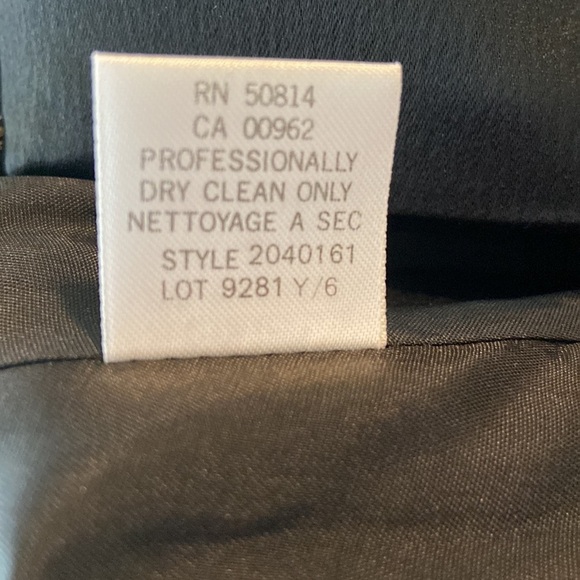 RN 50814
CA 00962
PROFESSIONALLY
DRY CLEAN ONLY
NETTOYAGE A SEC
STYLE 2040161
LOT 9281 Y/6